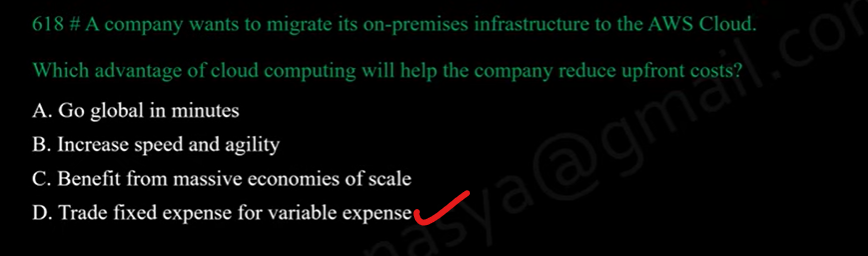 618 # A company wants to migrate its on-premises infrastructure to the AWS Cloud.
Which advantage of cloud computing will help the company reduce upfront costs?
A. Go global in minutes
B. Increase speed and agility
C. Benefit from massive economies of scale
D. Trade fixed expense for variable expense